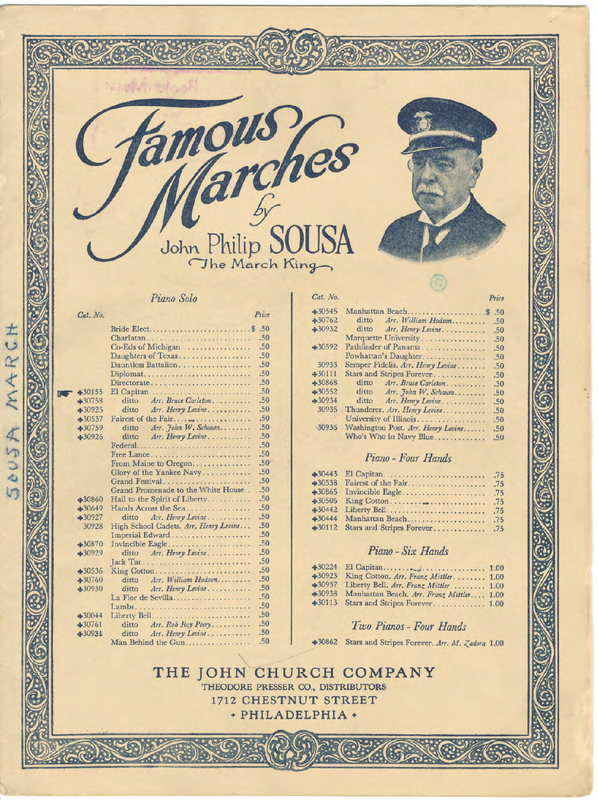 Famous
Marches
by
John Philip SOUSA
The March King
SOUSA MARCH
Piano Solo
Cat. No. Price
Bride Elect $ .50
Charlatan .50
Co-Eds of Michigan .50
Daughters of Texas .50
Dauntless Battalion .50
Diplomat .50
Directorate .50
+30155 El Capitan .50
+30758 ditto Arr. Bruce Carleton .50
+30925 ditto Arr. Henry Levine .50
+30537 Fairest of the Fair .50
+30759 ditto Arr. John W. Schaum .50
+30926 ditto Arr. Henry Levine .50
Federal .50
Free Lance .50
From Maine to Oregon .50
Glory of the Yankee Navy .50
Grand Festival .50
Grand Promenade to the White House .50
+30860 Hail to the Spirit of Liberty .50
+30649 Hands Across the Sea .50
+30927 ditto Arr. Henry Levine .50
30928 High School Cadets. Arr. Henry Levine .50
Imperial Edward .50
+30870 Invincible Eagle .50
+30929 ditto Arr. Henry Levine .50
Jack Tar .50
+30536 King Cotton .50
+30760 ditto Arr. William Hodson .50
+30930 ditto Arr. Henry Levine .50
La Flor de Sevilla .50
Lambs .50
+30044 Liberty Bell .50
+30761 ditto Arr. Rob Roy Peery .50
+30931 ditto Arr. Henry Levine .50
Man Behind the Gun .50
Cat. No. Price
+30545 Manhattan Beach $ .50
+30762 ditto Arr. William Hodson .50
+30932 ditto Arr. Henry Levine .50
Marquette University .50
+30592 Pathfinder of Panama .50
Powhattan's Daughter .50
30933 Semper Fidelis. Arr. Henry Levine .50
+30111 Stars and Stripes Forever .50
+30868 ditto Arr. Bruce Carleton .30
+30552 ditto Arr. John W. Schaum .50
+30934 ditto Arr. Henry Levine .50
30935 Thunderer. Arr. Henry Levine .50
University of Illinois .50
30936 Washington Post. Arr. Henry Levine .50
Who's Who in Navy Blue .50
Piano - Four Hands
+30443 El Capitan .75
+30538 Fairest of the Fair .75
+30865 Invincible Eagle .75
+30506 King Cotton .75
+30442 Liberty Bell .75
+30444 Manhattan Beach .75
+30112 Stars and Stripes Forever .75
Piano - Six Hands
+30224 El Capitan 1.00
+30923 King Cotton. Arr. Franz Mittler 1.00
+30937 Liberty Bell. Arr. Franz Mittler 1.00
+30938 Manhattan Beach. Arr. Franz Mittler 1.00
+30113 Stars and Stripes Forever 1.00
Two Pianos - Four Hands
+30862 Stars and Stripes Forever. Arr. M. Zadora 1.00
THE JOHN CHURCH COMPANY
THEODORE PRESSER CO., DISTRIBUTORS
1712 CHESTNUT STREET
+ PHILADELPHIA +